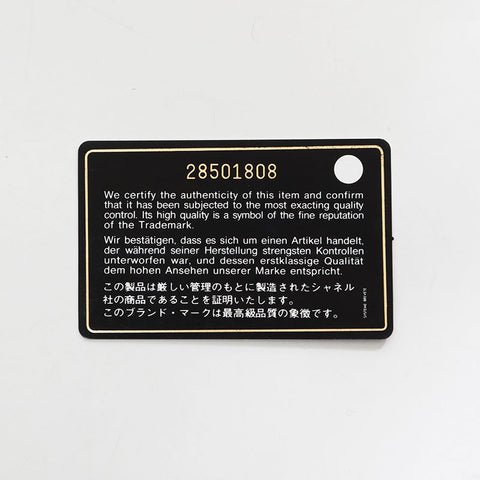 28501808
We certify the authenticity of this item and confirm
that it has been subjected to the most exacting quality
control. Its high quality is a symbol of the fine reputation
of the Trademark.
Wir bestätigen, dass es sich um einen Artikel handelt,
der während seiner Herstellung strengsten Kontrollen
unterworfen war, und dessen erstklassige Qualität
dem hohen Ansehen unserer Marke entspricht.
この製品は厳しい管理のもとに製造されたシャネル
社の商品であることを証明いたします。
このブランド・マークは最高級品質の象徴です。